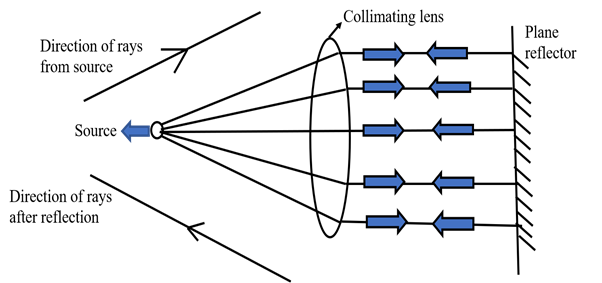 Collimating lens
Direction of rays
from source
Plane
reflector
Source
Direction of rays
after reflection